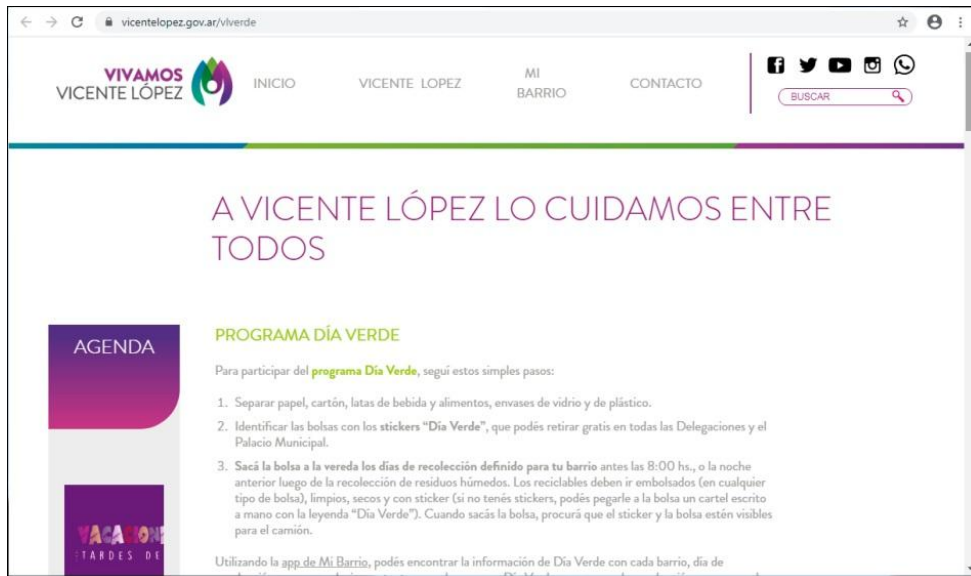 vicentelopez.gov.ar/vlverde
VIVAMOS
VICENTE LÓPEZ
INICIO
VICENTE LOPEZ
MI
BARRIO
CONTACTO
BUSCAR
A VICENTE LÓPEZ LO CUIDAMOS ENTRE
TODOS
AGENDA
PROGRAMA DÍA VERDE
Para participar del programa Día Verde, seguí estos simples pasos:
1. Separar papel, cartón, latas de bebida y alimentos, envases de vidrio y de plástico.
2. Identificar las bolsas con los stickers “Día Verde”, que podés retirar gratis en todas las Delegaciones y el
Palacio Municipal.
3. Sacá la bolsa a la vereda los días de recolección definido para tu barrio antes las 8:00 hs., o la noche
anterior luego de la recolección de residuos húmedos. Los reciclables deben ir embolsados (en cualquier
tipo de bolsa), limpios, secos y con sticker (si no tenés stickers, podés pegarle a la bolsa un cartel escrito
a mano con la leyenda “Día Verde”). Cuando sacás la bolsa, procurá que el sticker y la bolsa estén visibles
para el camión.
VACACION
TARDES DE
Utilizando la app de Mi Barrio, podés encontrar la información de Día Verde con cada barrio, día de